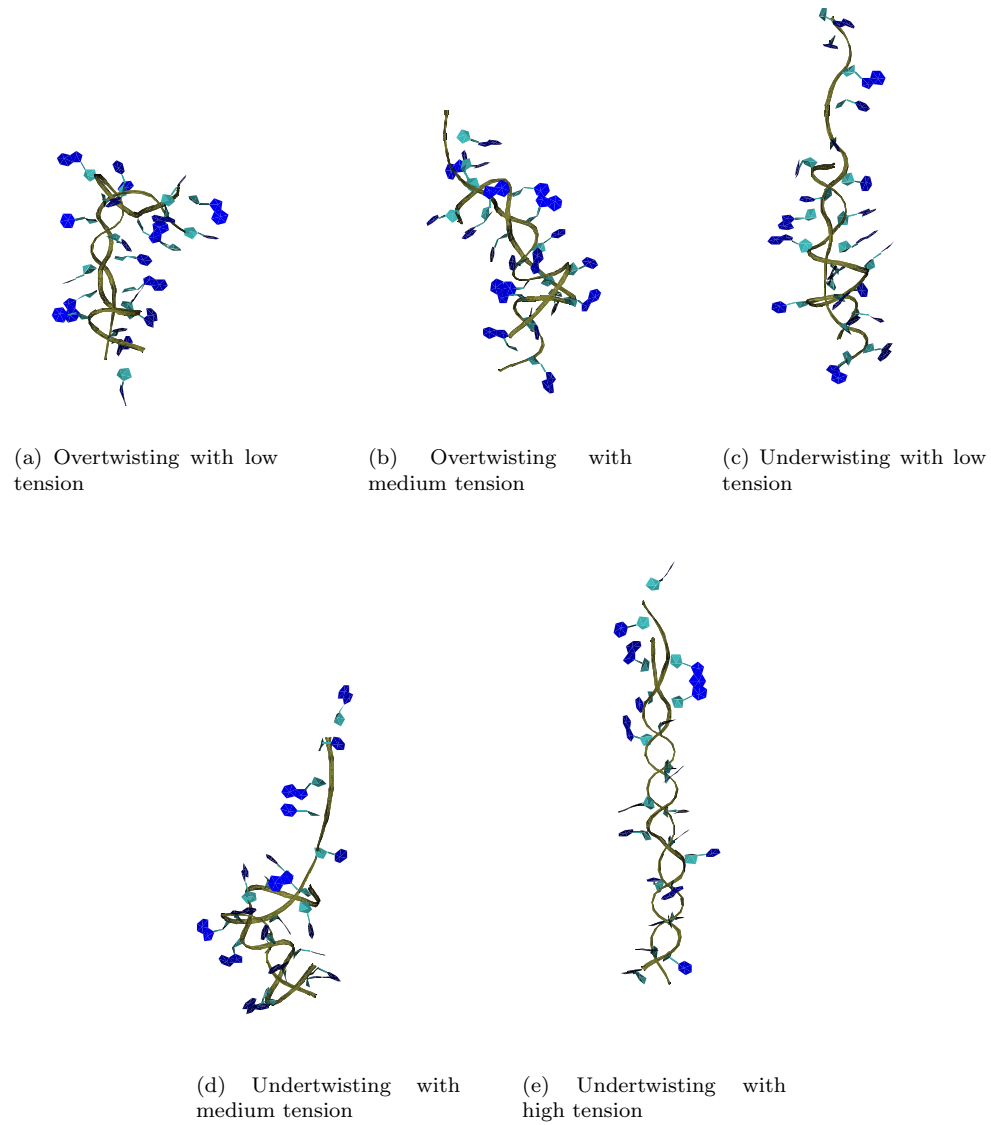 (a) Overtwisting with low
tension
(b) Overtwisting with
medium tension
(c) Underwisting with low
tension
(d) Undertwisting with
medium tension
(e) Undertwisting with
high tension